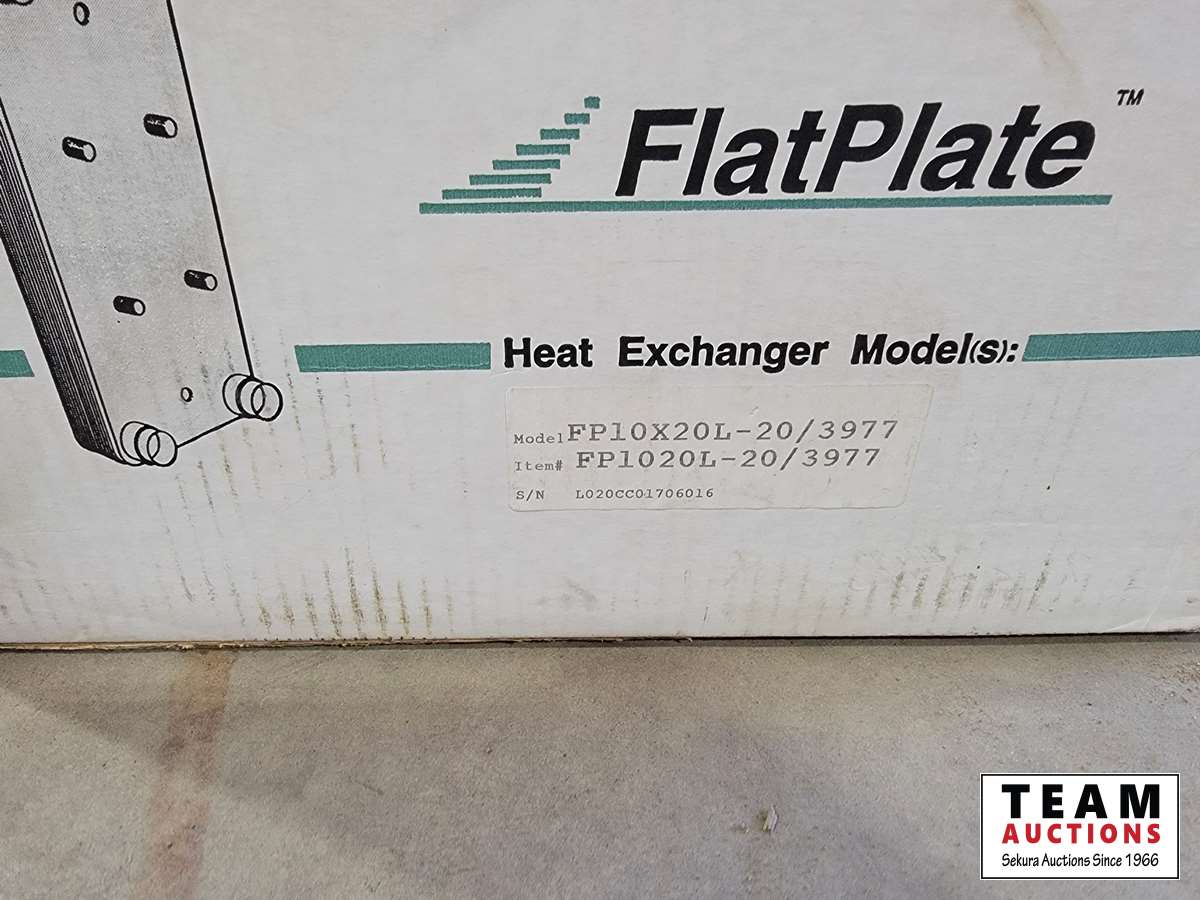 FlatPlate™
Heat Exchanger Model(s):
Model FP10X20L-20/3977
Item# FP1020L-20/3977
S/N L020CC01706016
TEAM
AUCTIONS
Sekura Auctions Since 1966